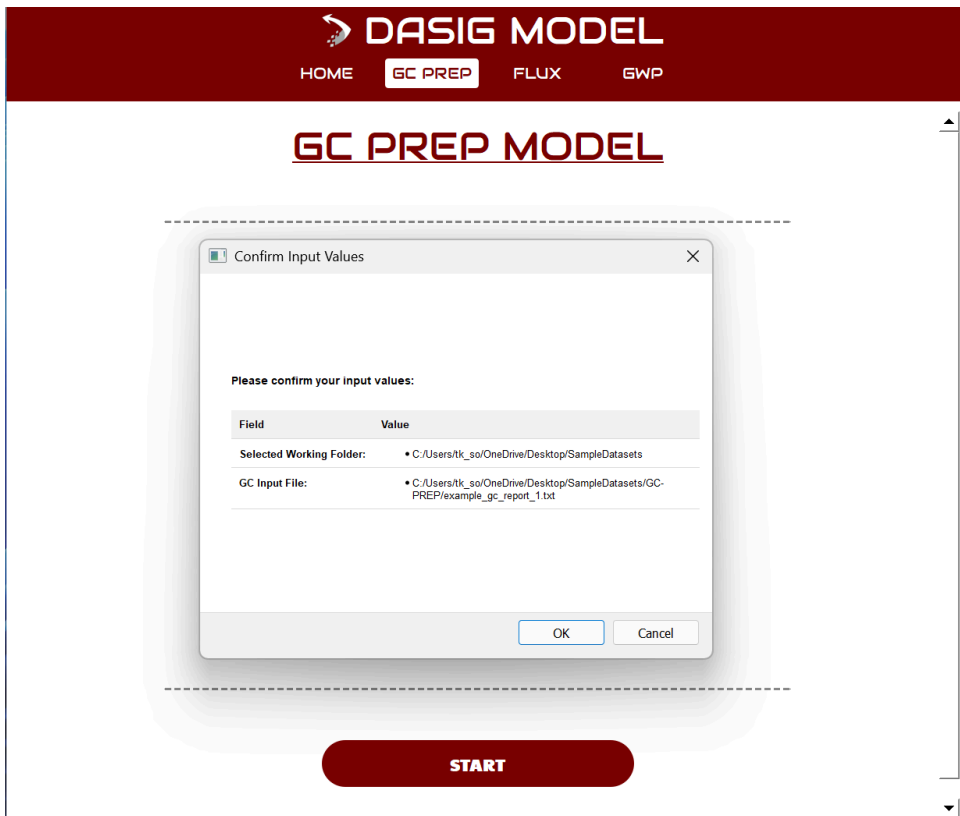 DASIG MODEL
HOME GC PREP FLUX GWP
GC PREP MODEL
Confirm Input Values
Please confirm your input values:
Field Value
Selected Working Folder: • C:/Users/tk_so/OneDrive/Desktop/SampleDatasets
GC Input File: • C:/Users/tk_so/OneDrive/Desktop/SampleDatasets/GC-
PREP/example_gc_report_1.txt
OK Cancel
START